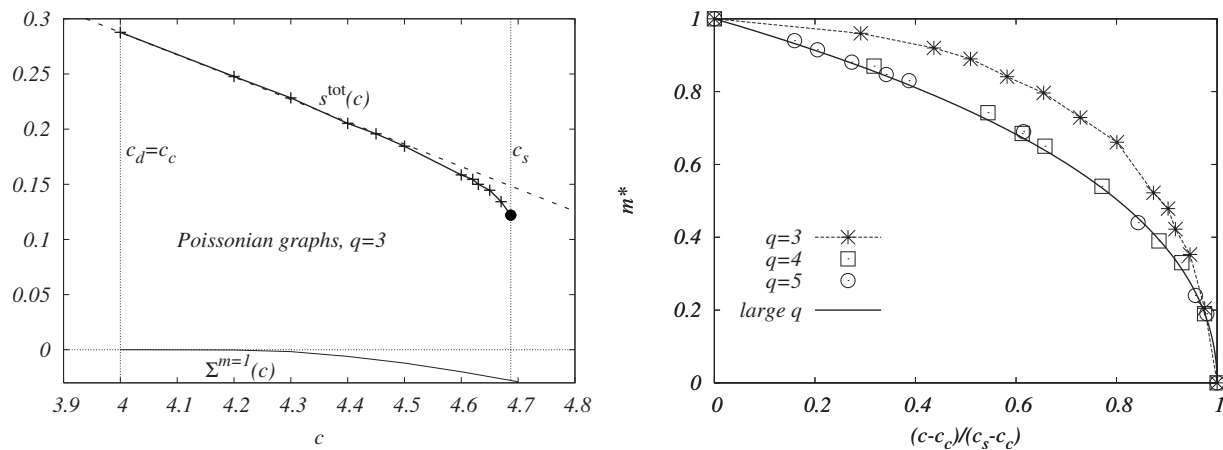 0.3
0.25
0.2
0.15
0.1
0.05
0
s^tot(c)
c_d=c_c
c_s
Poissonian graphs, q=3
Σ^m=1(c)
3.9 4 4.1 4.2 4.3 4.4 4.5 4.6 4.7 4.8
c
1
0.8
0.6
0.4
0.2
0
m*
q=3
q=4
q=5
large q
0 0.2 0.4 0.6 0.8 1
(c-c_c)/(c_s-c_c)